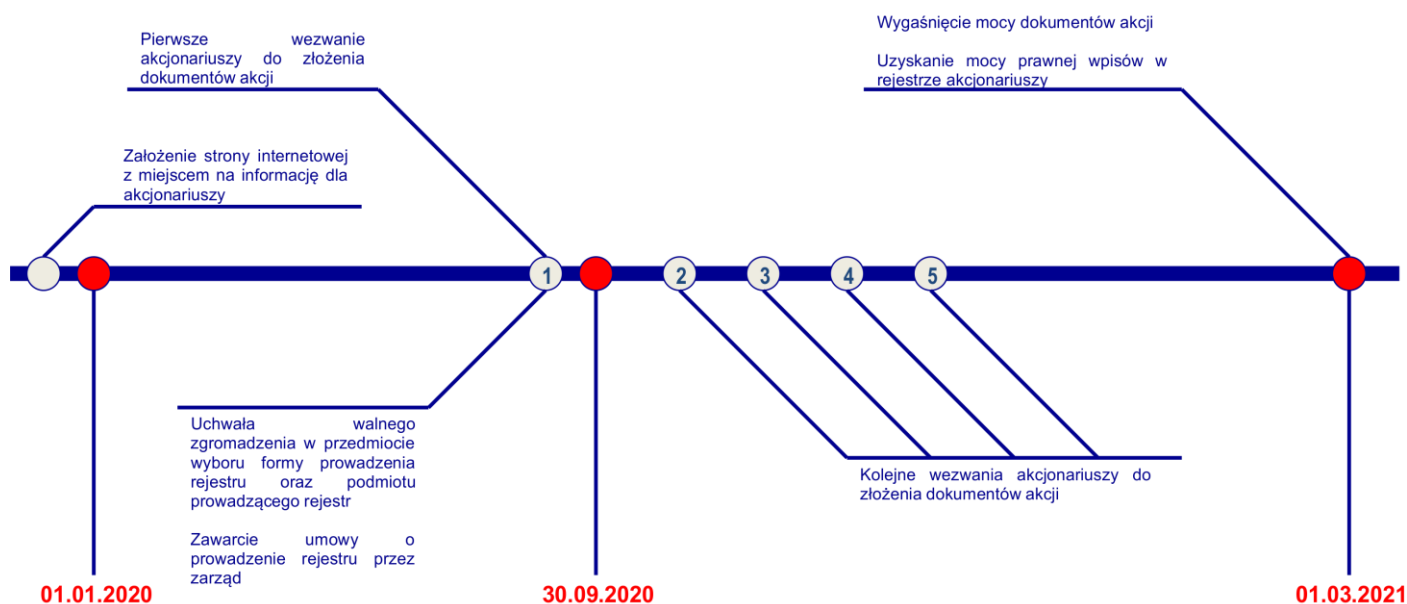 Wygaśnięcie mocy dokumentów akcji
Uzyskanie mocy prawnej wpisów w
rejestrze akcjonariuszy
Pierwsze wezwanie
akcjonariuszy do złożenia
dokumentów akcji
Założenie strony internetowej
z miejscem na informację dla
akcjonariuszy
1
2
3
4
5
Uchwała walnego
zgromadzenia w przedmiocie
wyboru formy prowadzenia
rejestru oraz podmiotu
prowadzącego rejestr
Zawarcie umowy o
prowadzenie rejestru przez
zarząd
Kolejne wezwania akcjonariuszy do
złożenia dokumentów akcji
01.01.2020
30.09.2020
01.03.2021